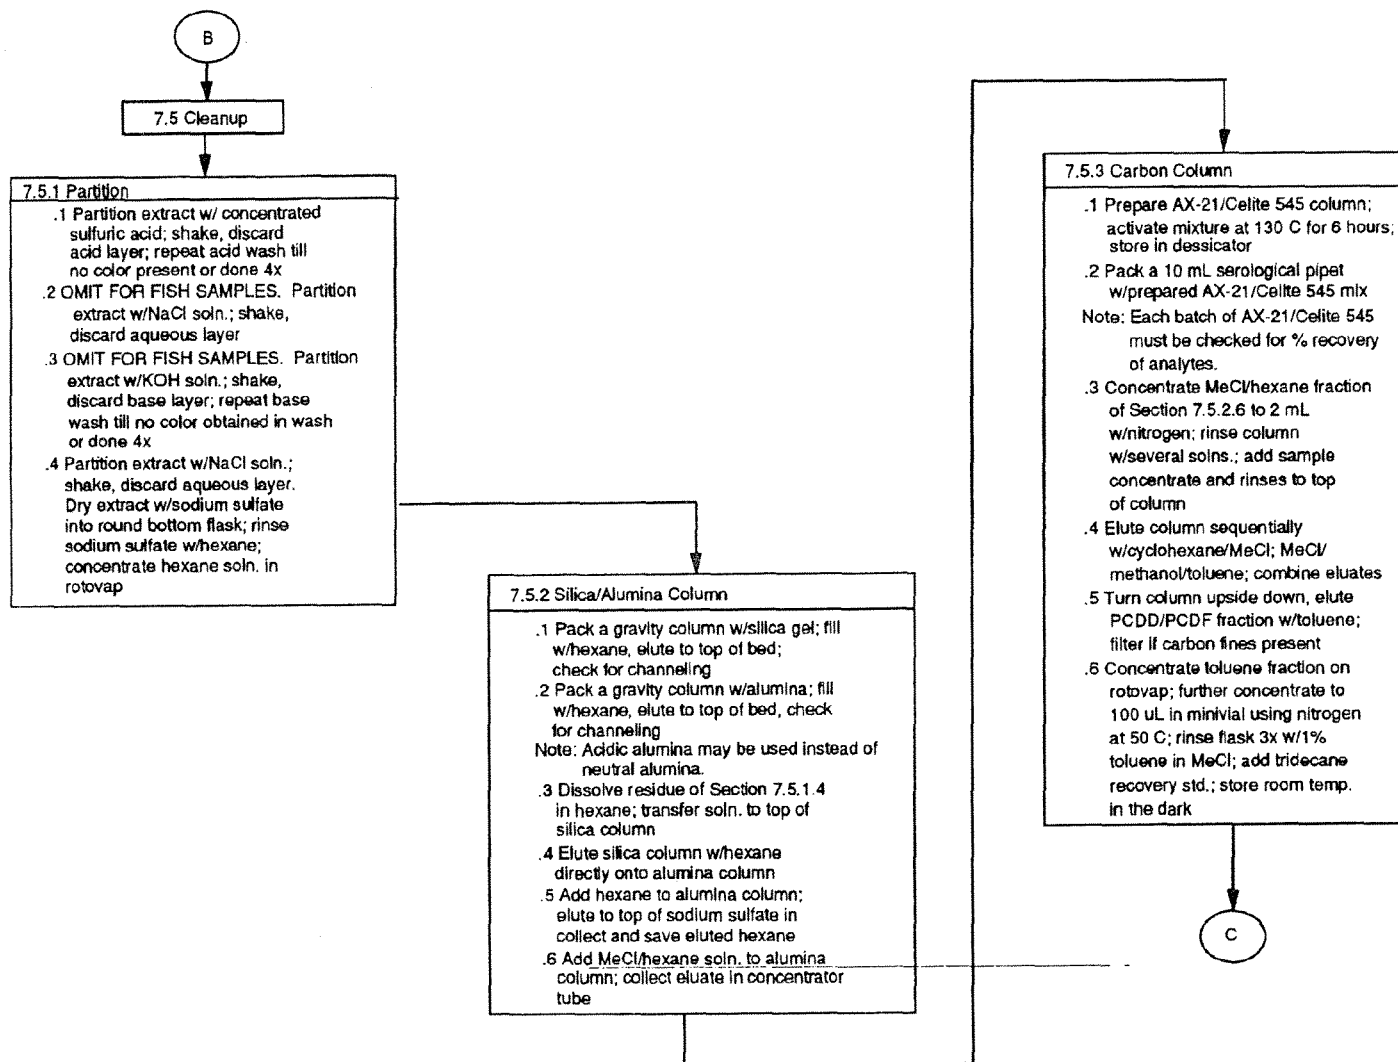 B
7.5 Cleanup
7.5.1 Partition
.1 Partition extract w/ concentrated
sulfuric acid; shake, discard
acid layer; repeat acid wash till
no color present or done 4x
.2 OMIT FOR FISH SAMPLES. Partition
extract w/NaCl soln.; shake,
discard aqueous layer
.3 OMIT FOR FISH SAMPLES. Partition
extract w/KOH soln.; shake,
discard base layer; repeat base
wash till no color obtained in wash
or done 4x
.4 Partition extract w/NaCl soln.;
shake, discard aqueous layer.
Dry extract w/sodium sulfate
into round bottom flask; rinse
sodium sulfate w/hexane;
concentrate hexane soln. in
rotovap
7.5.2 Silica/Alumina Column
.1 Pack a gravity column w/silica gel; fill
w/hexane, elute to top of bed;
check for channeling
.2 Pack a gravity column w/alumina; fill
w/hexane, elute to top of bed, check
for channeling
Note: Acidic alumina may be used instead of
neutral alumina.
.3 Dissolve residue of Section 7.5.1.4
in hexane; transfer soln. to top of
silica column
.4 Elute silica column w/hexane
directly onto alumina column
.5 Add hexane to alumina column;
elute to top of sodium sulfate in
collect and save eluted hexane
.6 Add MeCl/hexane soln. to alumina
column; collect eluate in concentrator
tube
7.5.3 Carbon Column
.1 Prepare AX-21/Celite 545 column;
activate mixture at 130 C for 6 hours;
store in dessicator
.2 Pack a 10 mL serological pipet
w/prepared AX-21/Celite 545 mix
Note: Each batch of AX-21/Celite 545
must be checked for % recovery
of analytes.
.3 Concentrate MeCl/hexane fraction
of Section 7.5.2.6 to 2 mL
w/nitrogen; rinse column
w/several solns.; add sample
concentrate and rinses to top
of column
.4 Elute column sequentially
w/cyclohexane/MeCl; MeCl/
methanol/toluene; combine eluates
.5 Turn column upside down, elute
PCDD/PCDF fraction w/toluene;
filter if carbon fines present
.6 Concentrate toluene fraction on
rotovap; further concentrate to
100 uL in minivial using nitrogen
at 50 C; rinse flask 3x w/1%
toluene in MeCl; add tridecane
recovery std.; store room temp.
in the dark
C